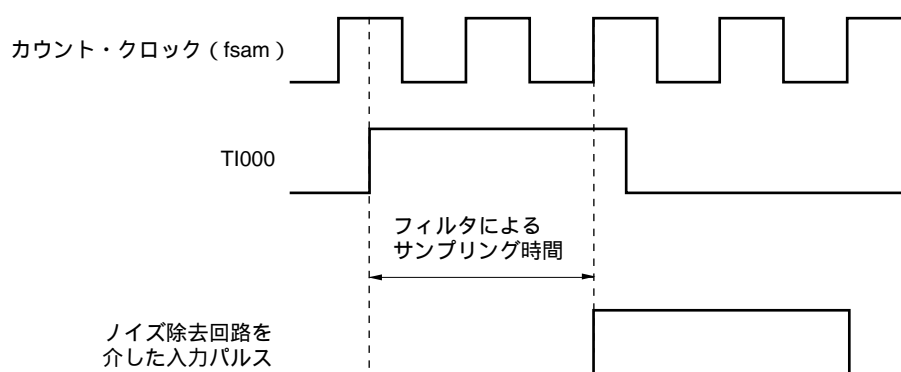 カウント・クロック（fsam）
TI000
フィルタによる
サンプリング時間
ノイズ除去回路を
介した入力パルス